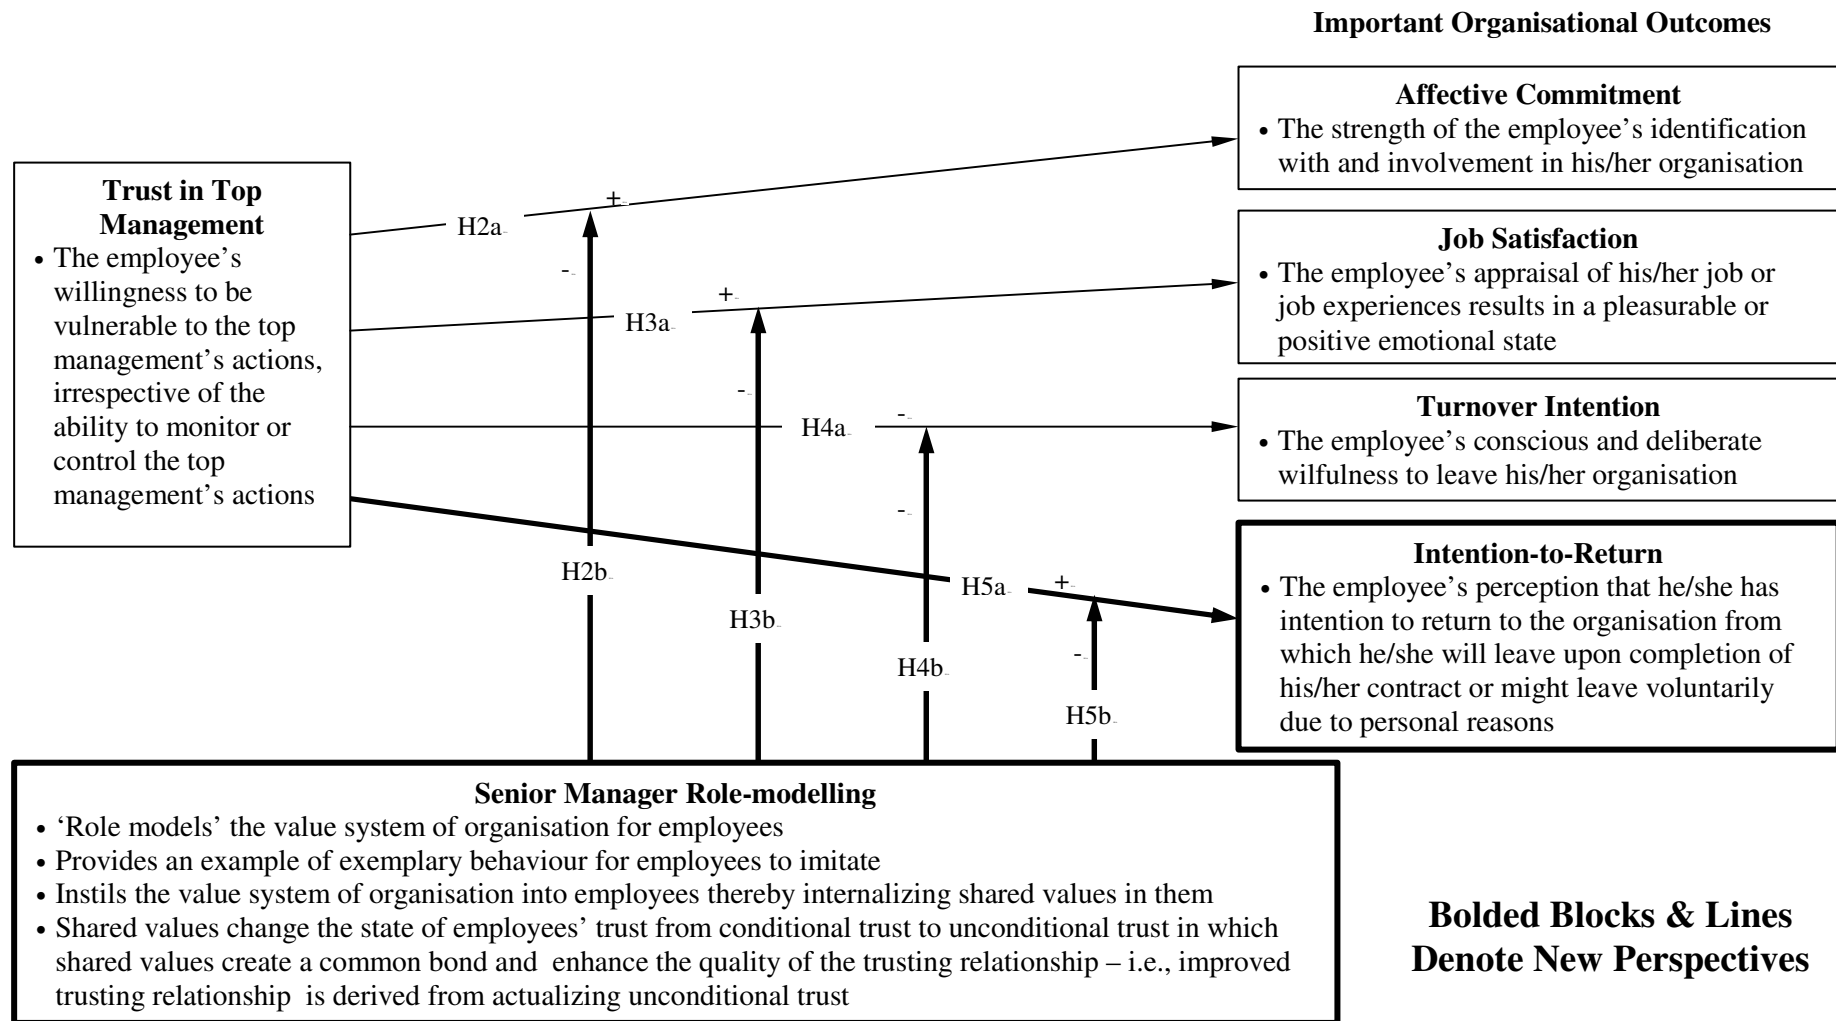 Important Organisational Outcomes
Affective Commitment
• The strength of the employee’s identification
with and involvement in his/her organisation
Trust in Top
Management
• The employee’s
willingness to be
vulnerable to the top
management’s actions,
irrespective of the
ability to monitor or
control the top
management’s actions
Job Satisfaction
• The employee’s appraisal of his/her job or
job experiences results in a pleasurable or
positive emotional state
Turnover Intention
• The employee’s conscious and deliberate
wilfulness to leave his/her organisation
Intention-to-Return
• The employee’s perception that he/she has
intention to return to the organisation from
which he/she will leave upon completion of
his/her contract or might leave voluntarily
due to personal reasons
+
H2a
-
+
H3a
-
-
H4a
-
H2b
+
H5a
H3b
-
H4b
H5b
Senior Manager Role-modelling
• ‘Role models’ the value system of organisation for employees
• Provides an example of exemplary behaviour for employees to imitate
• Instils the value system of organisation into employees thereby internalizing shared values in them
• Shared values change the state of employees’ trust from conditional trust to unconditional trust in which
shared values create a common bond and enhance the quality of the trusting relationship – i.e., improved
trusting relationship is derived from actualizing unconditional trust
Bolded Blocks & Lines
Denote New Perspectives